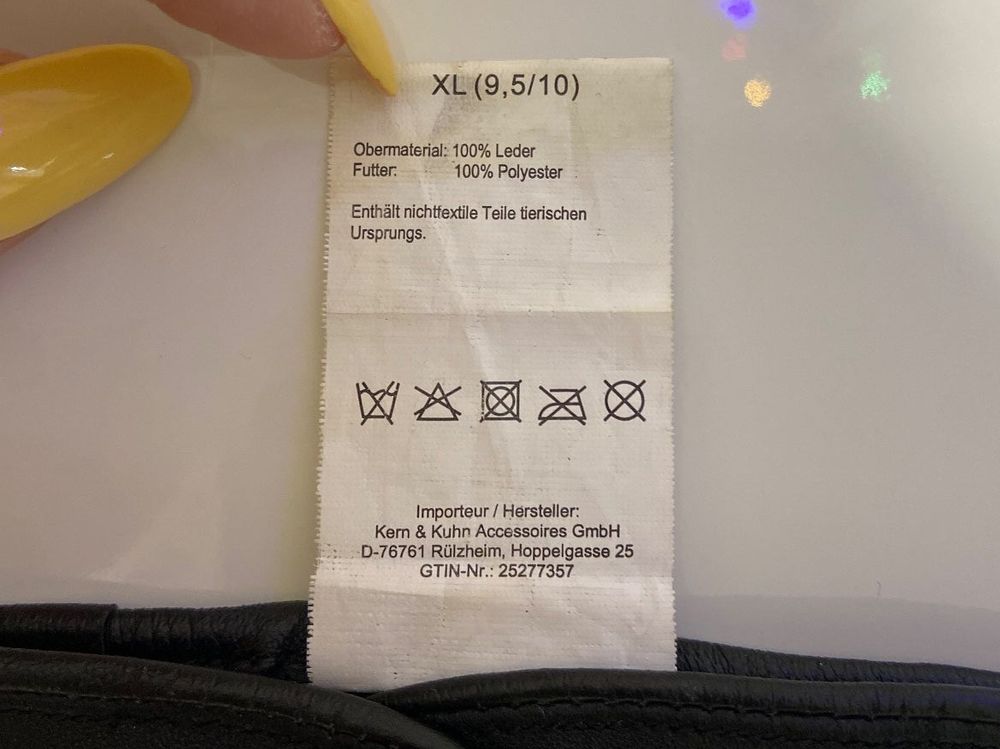 XL (9,5/10)
Obermaterial: 100% Leder
Futter: 100% Polyester
Enthält nichttextile Teile tierischen
Ursprungs.
Importeur / Hersteller:
Kern & Kuhn Accessoires GmbH
D-76761 Rülzheim, Hoppelgasse 25
GTIN-Nr.: 25277357